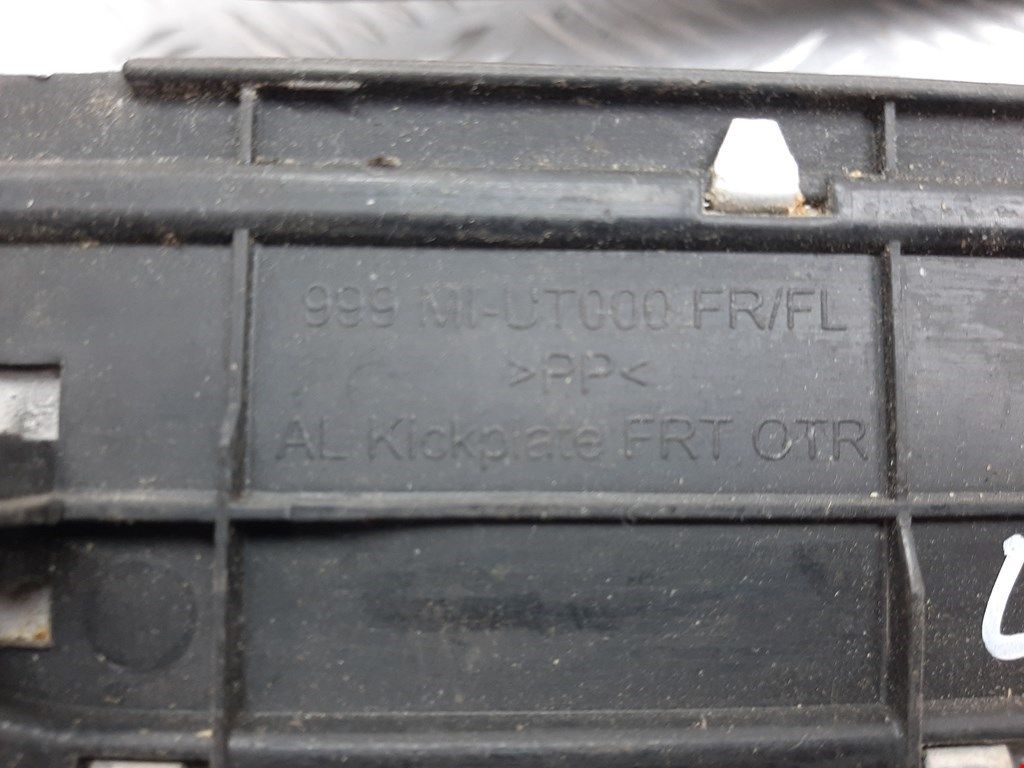 999 MI-UT000 FR/FL
>PP<
AL Kickplate FRT OTR